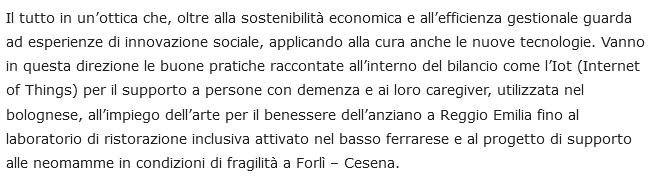 Il tutto in un’ottica che, oltre alla sostenibilità economica e all’efficienza gestionale guarda
ad esperienze di innovazione sociale, applicando alla cura anche le nuove tecnologie. Vanno
in questa direzione le buone pratiche raccontate all’interno del bilancio come l’Iot (Internet
of Things) per il supporto a persone con demenza e ai loro caregiver, utilizzata nel
bolognese, all’impiego dell’arte per il benessere dell’anziano a Reggio Emilia fino al
laboratorio di ristorazione inclusiva attivato nel basso ferrarese e al progetto di supporto
alle neomamme in condizioni di fragilità a Forlì – Cesena.